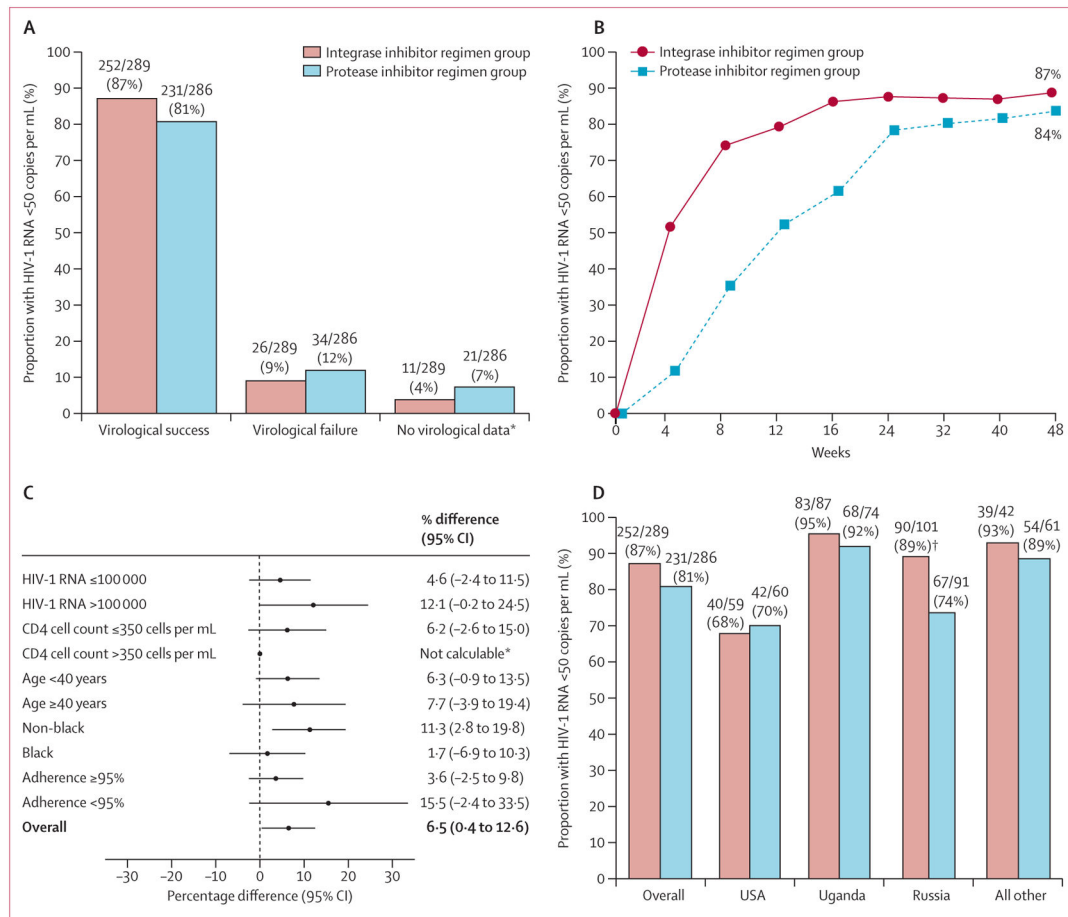 A
100
90
80
70
60
50
40
30
20
10
0
Proportion with HIV-1 RNA <50 copies per mL (%)
Integrase inhibitor regimen group
Protease inhibitor regimen group
252/289
(87%)
231/286
(81%)
26/289
(9%)
34/286
(12%)
11/289
(4%)
21/286
(7%)
Virological success
Virological failure
No virological data*
B
100
90
80
70
60
50
40
30
20
10
0
Proportion with HIV-1 RNA <50 copies per mL (%)
Integrase inhibitor regimen group
Protease inhibitor regimen group
87%
84%
0 4 8 12 16 24 32 40 48
Weeks
C
% difference
(95% CI)
HIV-1 RNA ≤100 000 4·6 (–2·4 to 11·5)
HIV-1 RNA >100 000 12·1 (–0·2 to 24·5)
CD4 cell count ≤350 cells per mL 6·2 (–2·6 to 15·0)
CD4 cell count >350 cells per mL Not calculable*
Age <40 years 6·3 (–0·9 to 13·5)
Age ≥40 years 7·7 (–3·9 to 19·4)
Non-black 11·3 (2·8 to 19·8)
Black 1·7 (–6·9 to 10·3)
Adherence ≥95% 3·6 (–2·5 to 9·8)
Adherence <95% 15·5 (–2·4 to 33·5)
Overall 6·5 (0·4 to 12·6)
–30 –20 –10 0 10 20 30
Percentage difference (95% CI)
D
100
90
80
70
60
50
40
30
20
10
0
Proportion with HIV-1 RNA <50 copies per mL (%)
252/289
(87%)
231/286
(81%)
40/59
(68%)
42/60
(70%)
83/87
(95%)
68/74
(92%)
90/101
(89%)†
67/91
(74%)
39/42
(93%)
54/61
(89%)
Overall
USA
Uganda
Russia
All other